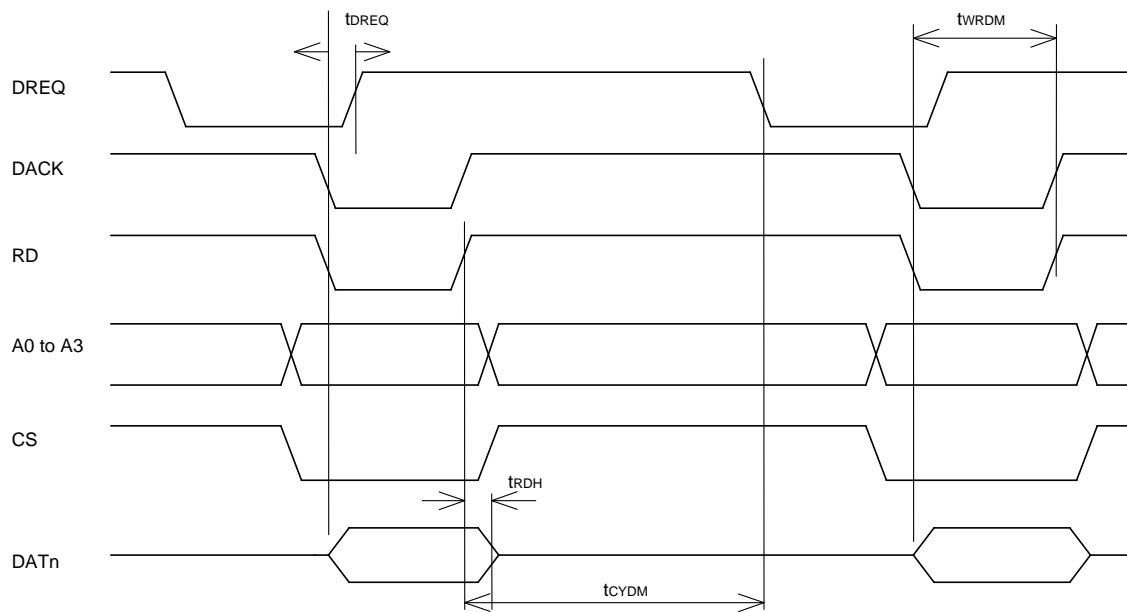 tDREQ
tWRDM
DREQ
DACK
RD
A0 to A3
CS
tRDH
DATn
tCYDM